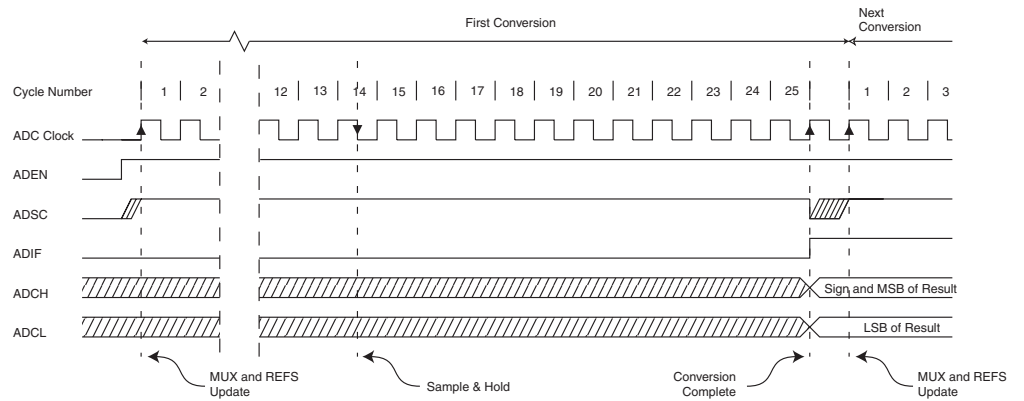 First Conversion
Next
Conversion
Cycle Number 1 2 12 13 14 15 16 17 18 19 20 21 22 23 24 25 1 2 3
ADC Clock
ADEN
ADSC
ADIF
ADCH Sign and MSB of Result
ADCL LSB of Result
MUX and REFS
Update
Sample & Hold
Conversion
Complete
MUX and REFS
Update